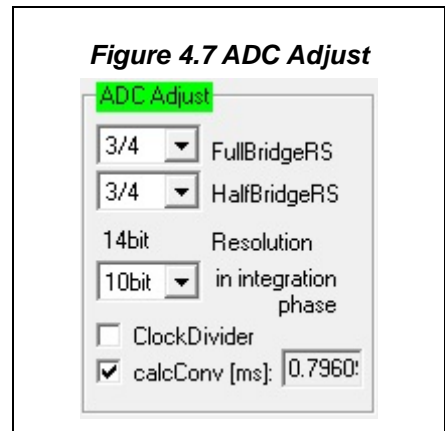 Figure 4.7 ADC Adjust
ADC Adjust
3/4 FullBridgeRS
3/4 HalfBridgeRS
14bit Resolution
10bit in integration
phase
ClockDivider
calcConv [ms]: 0.7960